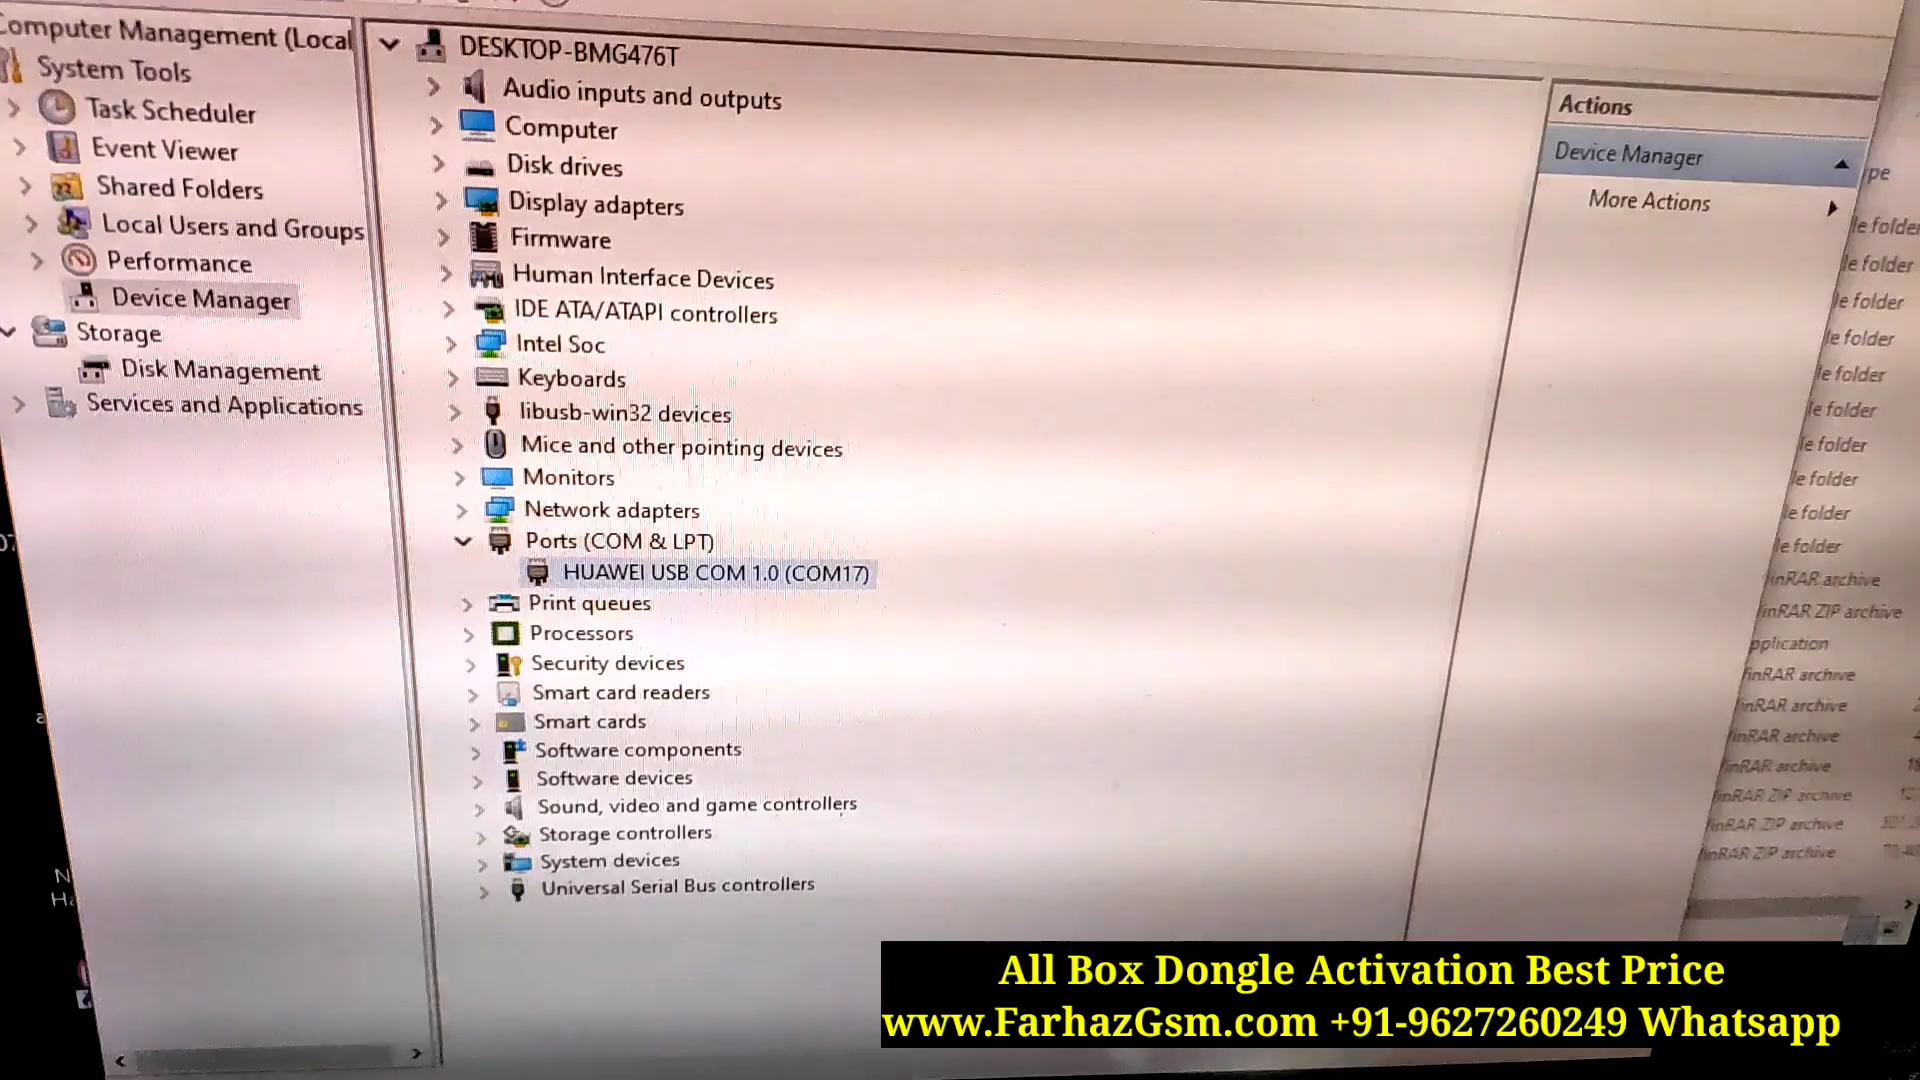 Computer Management (Local
System Tools
Task Scheduler
Event Viewer
Shared Folders
Local Users and Groups
Performance
Device Manager
Storage
Disk Management
Services and Applications
DESKTOP-BMG476T
Audio inputs and outputs
Computer
Disk drives
Display adapters
Firmware
Human Interface Devices
IDE ATA/ATAPI controllers
Intel Soc
Keyboards
libusb-win32 devices
Mice and other pointing devices
Monitors
Network adapters
Ports (COM & LPT)
HUAWEI USB COM 1.0 (COM17)
Print queues
Processors
Security devices
Smart card readers
Smart cards
Software components
Software devices
Sound, video and game controllers
Storage controllers
System devices
Universal Serial Bus controllers
Actions
Device Manager
More Actions
pe
le folder
le folder
le folder
le folder
le folder
le folder
le folder
le folder
le folder
le folder
inRAR archive
inRAR ZIP archive
pplication
inRAR archive
inRAR archive
inRAR archive
inRAR archive
inRAR ZIP archive
inRAR ZIP archive
inRAR ZIP archive
All Box Dongle Activation Best Price
www.FarhazGsm.com +91-9627260249 Whatsapp